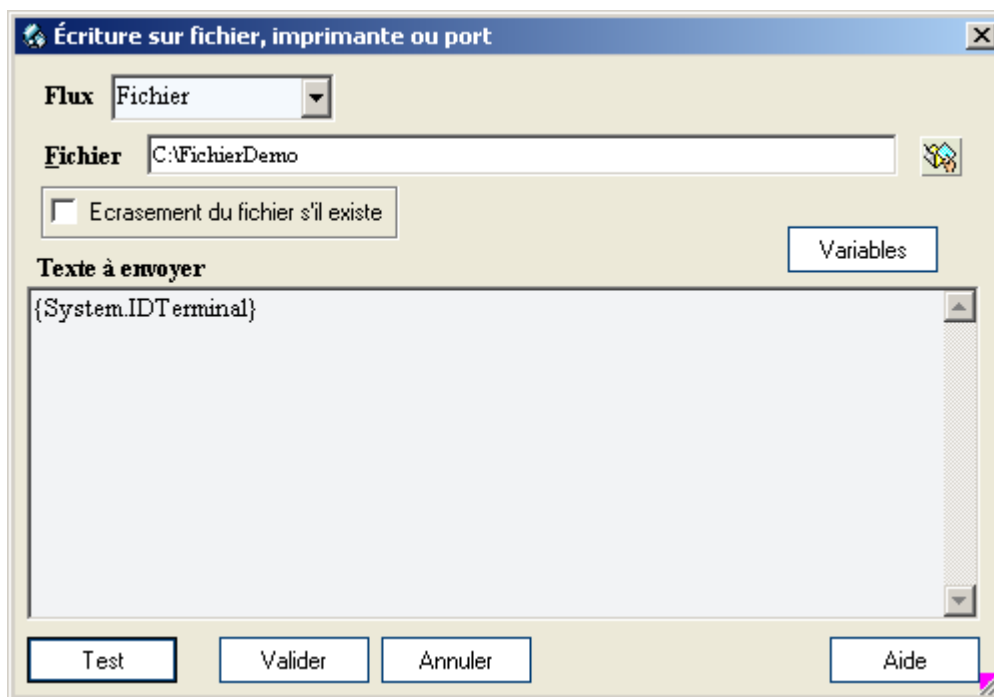 Écriture sur fichier, imprimante ou port
Flux Fichier
Fichier C:\FichierDemo
Ecrasement du fichier s'il existe
Variables
Texte à envoyer
{System.IDTerminal}
Test Valider Annuler Aide